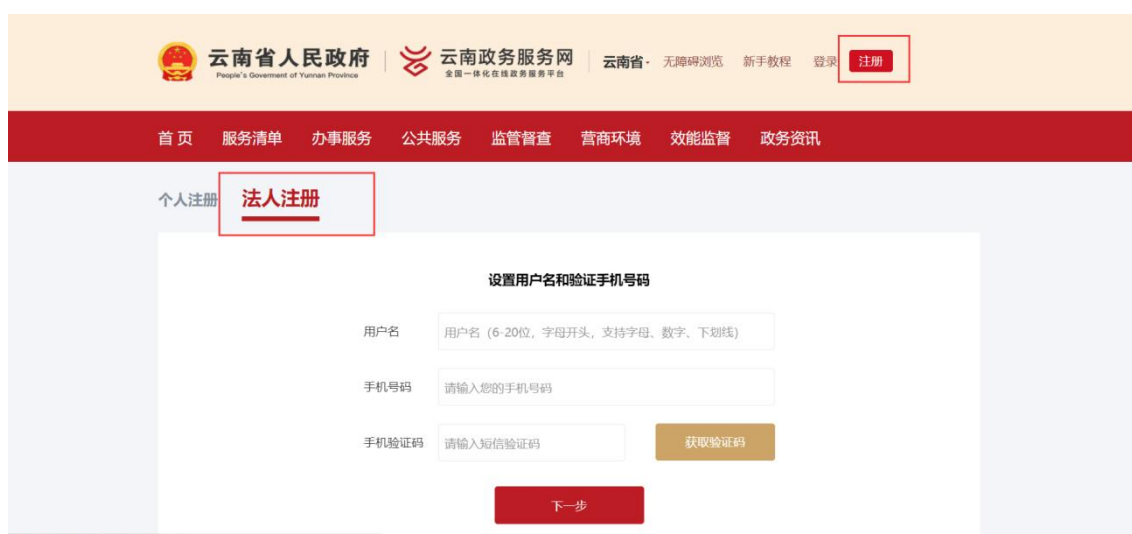 云南省人民政府
People's Goverment of Yunnan Province
云南政务服务网
全国一体化在线政务服务平台
云南省
无障碍浏览
新手教程
登录
注册
首页 服务清单 办事服务 公共服务 监管督查 营商环境 效能监督 政务资讯
个人注册 法人注册
设置用户名和验证手机号码
用户名 用户名（6-20位，字母开头，支持字母、数字、下划线）
手机号码 请输入您的手机号码
手机验证码 请输入短信验证码 获取验证码
下一步